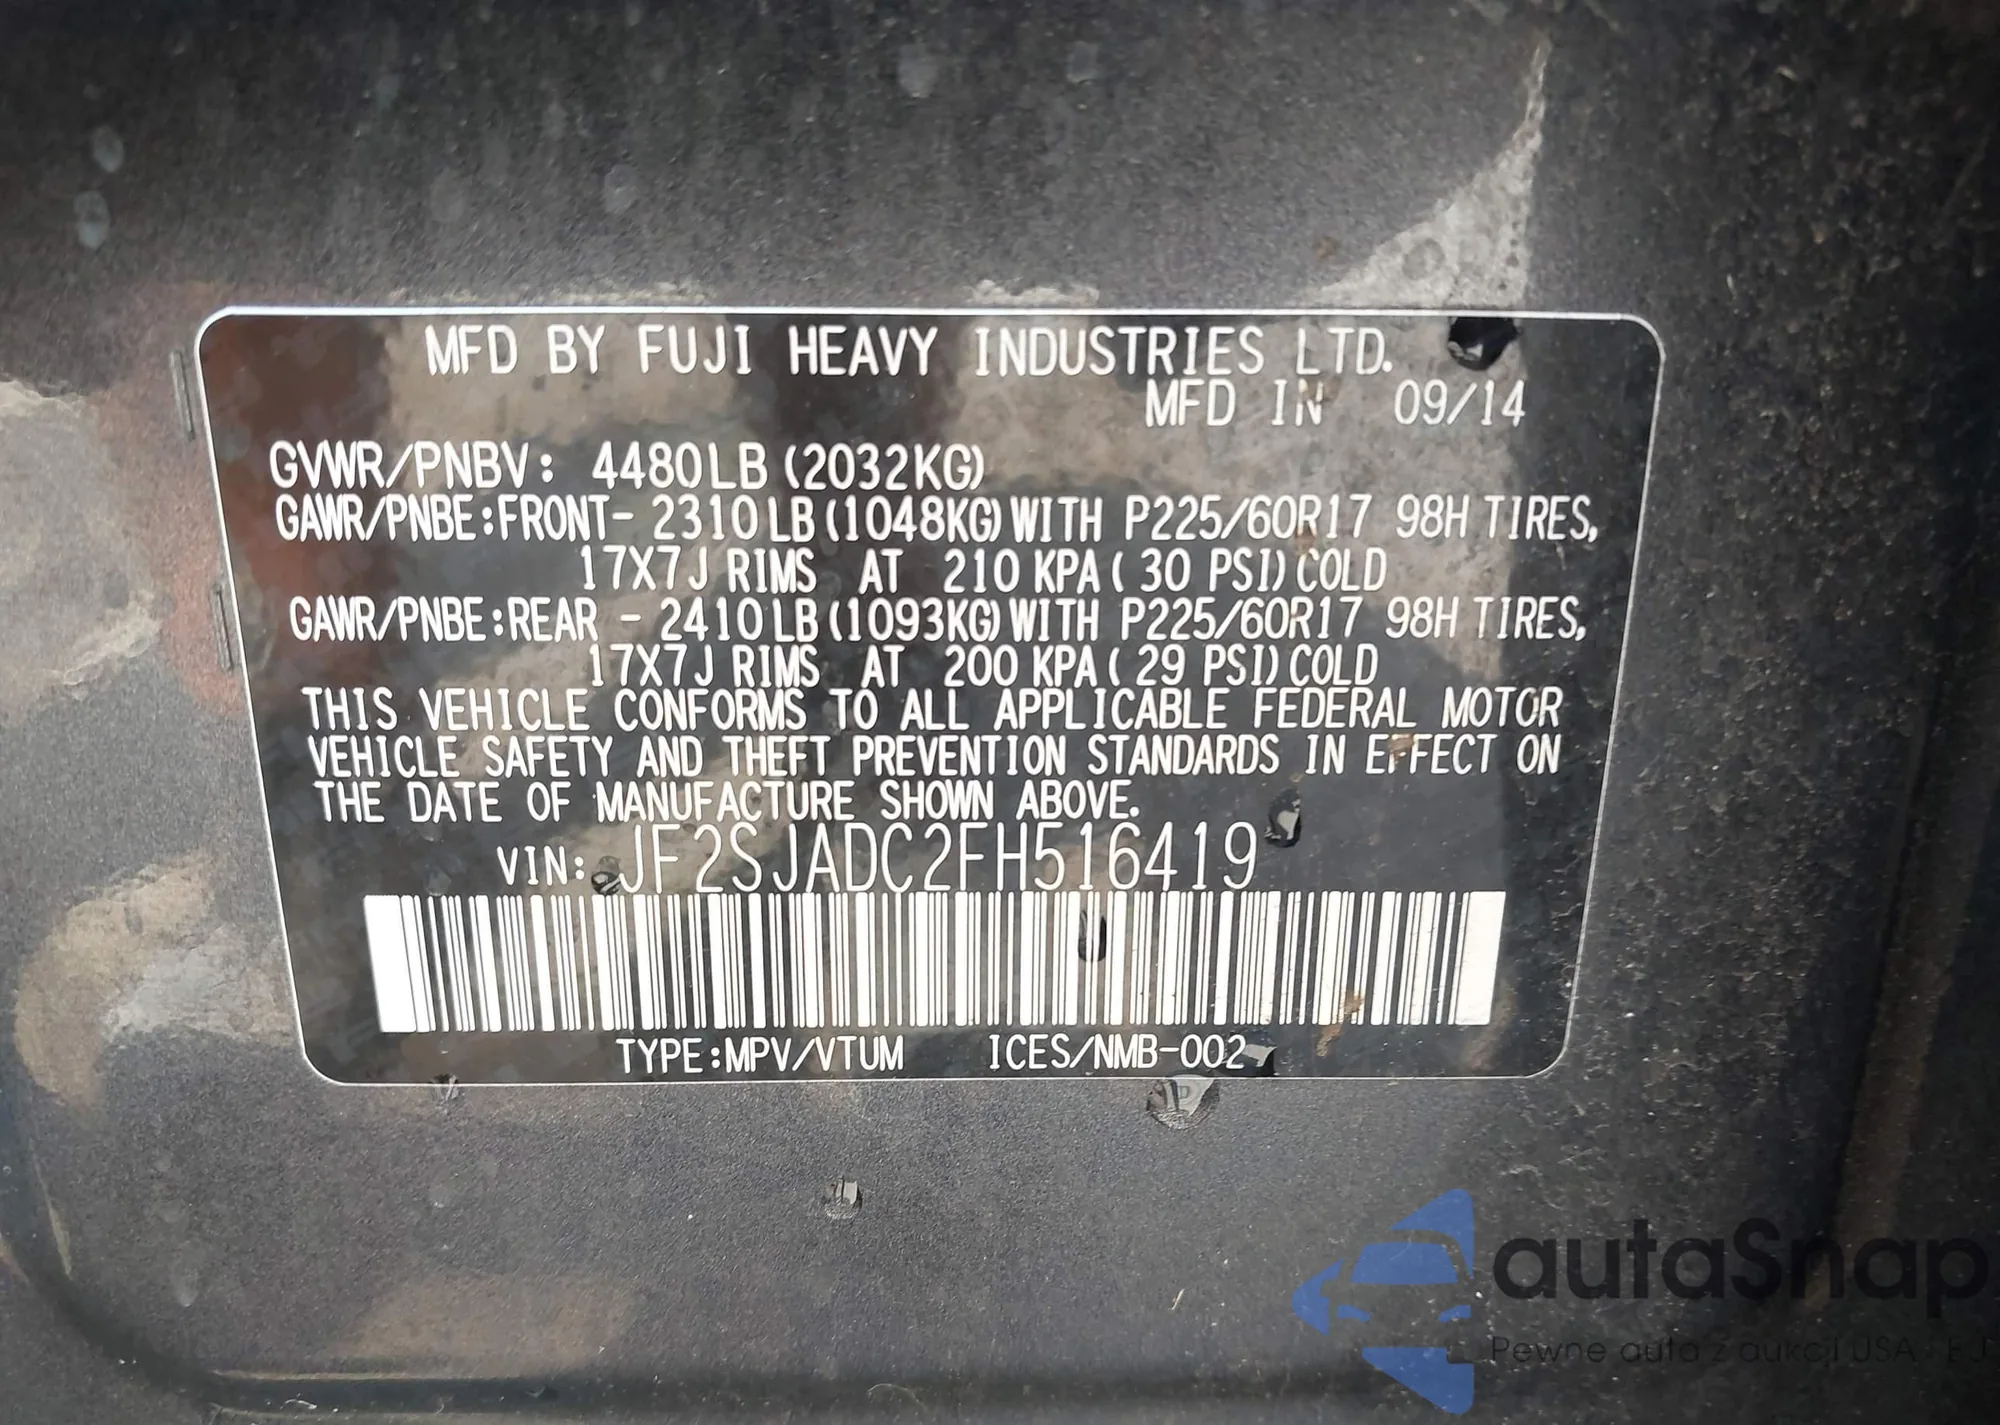 MFD BY FUJI HEAVY INDUSTRIES LTD.
MFD IN 09/14
GVWR/PNBV: 4480LB (2032KG)
GAWR/PNBE:FRONT- 2310LB(1048KG) WITH P225/60R17 98H TIRES,
17X7J RIMS AT 210 KPA( 30 PSI) COLD
GAWR/PNBE:REAR - 2410LB(1093KG) WITH P225/60R17 98H TIRES,
17X7J RIMS AT 200 KPA( 29 PSI) COLD
THIS VEHICLE CONFORMS TO ALL APPLICABLE FEDERAL MOTOR
VEHICLE SAFETY AND THEFT PREVENTION STANDARDS IN EFFECT ON
THE DATE OF MANUFACTURE SHOWN ABOVE.
VIN: JF2SJADC2FH516419
TYPE:MPV/VTUM ICES/NMB-002
autaSnap
Pewne auta z aukcji USA